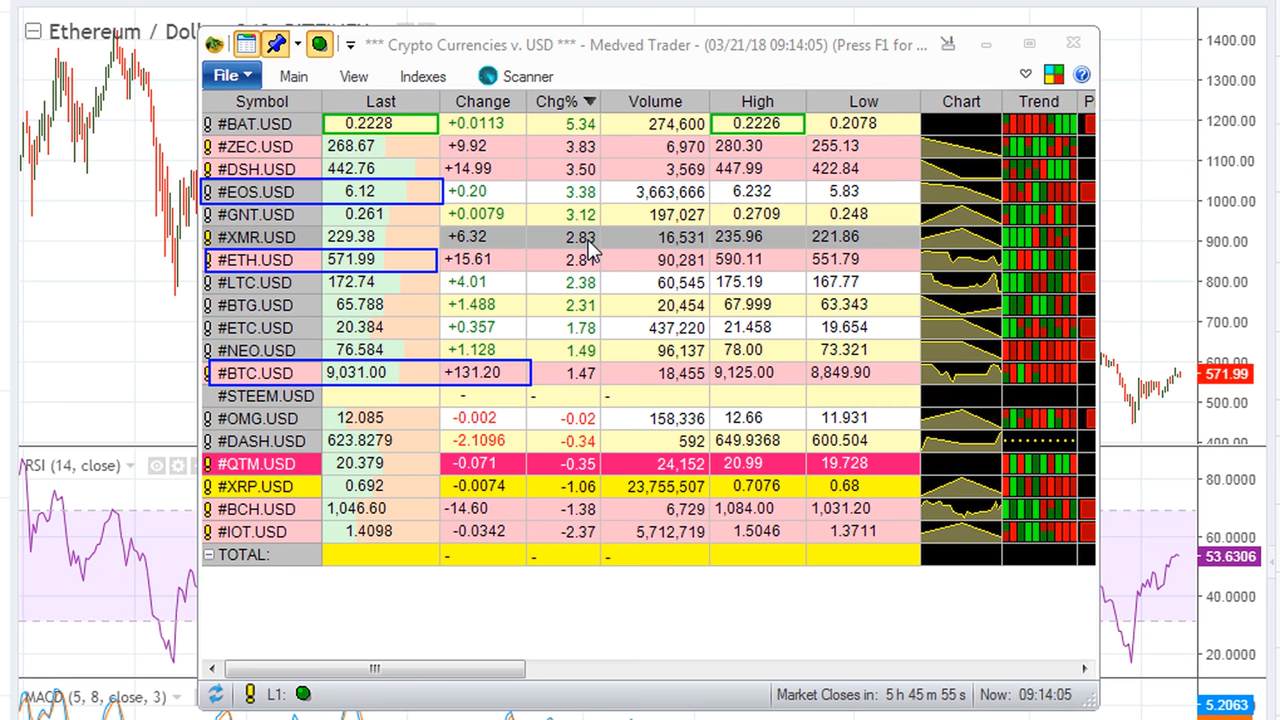 Ethereum / Doll
*** Crypto Currencies v. USD *** - Medved Trader - (03/21/18 09:14:05) (Press F1 for ...
File Main View Indexes Scanner
Symbol Last Change Chg% Volume High Low Chart Trend P
#BAT.USD 0.2228 +0.0113 5.34 274,600 0.2226 0.2078
#ZEC.USD 268.67 +9.92 3.83 6,970 280.30 255.13
#DSH.USD 442.76 +14.99 3.50 3,569 447.99 422.84
#EOS.USD 6.12 +0.20 3.38 3,663,666 6.232 5.83
#GNT.USD 0.261 +0.0079 3.12 197,027 0.2709 0.248
#XMR.USD 229.38 +6.32 2.83 16,531 235.96 221.86
#ETH.USD 571.99 +15.61 90,281 590.11 551.79
#LTC.USD 172.74 +4.01 2.38 60,545 175.19 167.77
#BTG.USD 65.788 +1.488 2.31 20,454 67.999 63.343
#ETC.USD 20.384 +0.357 1.78 437,220 21.458 19.654
#NEO.USD 76.584 +1.128 1.49 96,137 78.00 73.321
#BTC.USD 9,031.00 +131.20 1.47 18,455 9,125.00 8,849.90
#STEEM.USD - - -
#OMG.USD 12.085 -0.002 -0.02 158,336 12.66 11.931
#DASH.USD 623.8279 -2.1096 -0.34 592 649.9368 600.504
#QTM.USD 20.379 -0.071 -0.35 24,152 20.99 19.728
#XRP.USD 0.692 -0.0074 -1.06 23,755,507 0.7076 0.68
#BCH.USD 1,046.60 -14.60 -1.38 6,729 1,084.00 1,031.20
#IOT.USD 1.4098 -0.0342 -2.37 5,712,719 1.5046 1.3711
TOTAL: - - -
L1: Market Closes in: 5 h 45 m 55 s Now: 09:14:05
1400.00
1300.00
1200.00
1100.00
1000.00
900.00
800.00
700.00
600.00
571.99
500.00
400.00
RSI (14, close)
80.0000
60.0000
53.6306
40.0000
20.0000
MACD (5, 8, close, 3)
5.2063